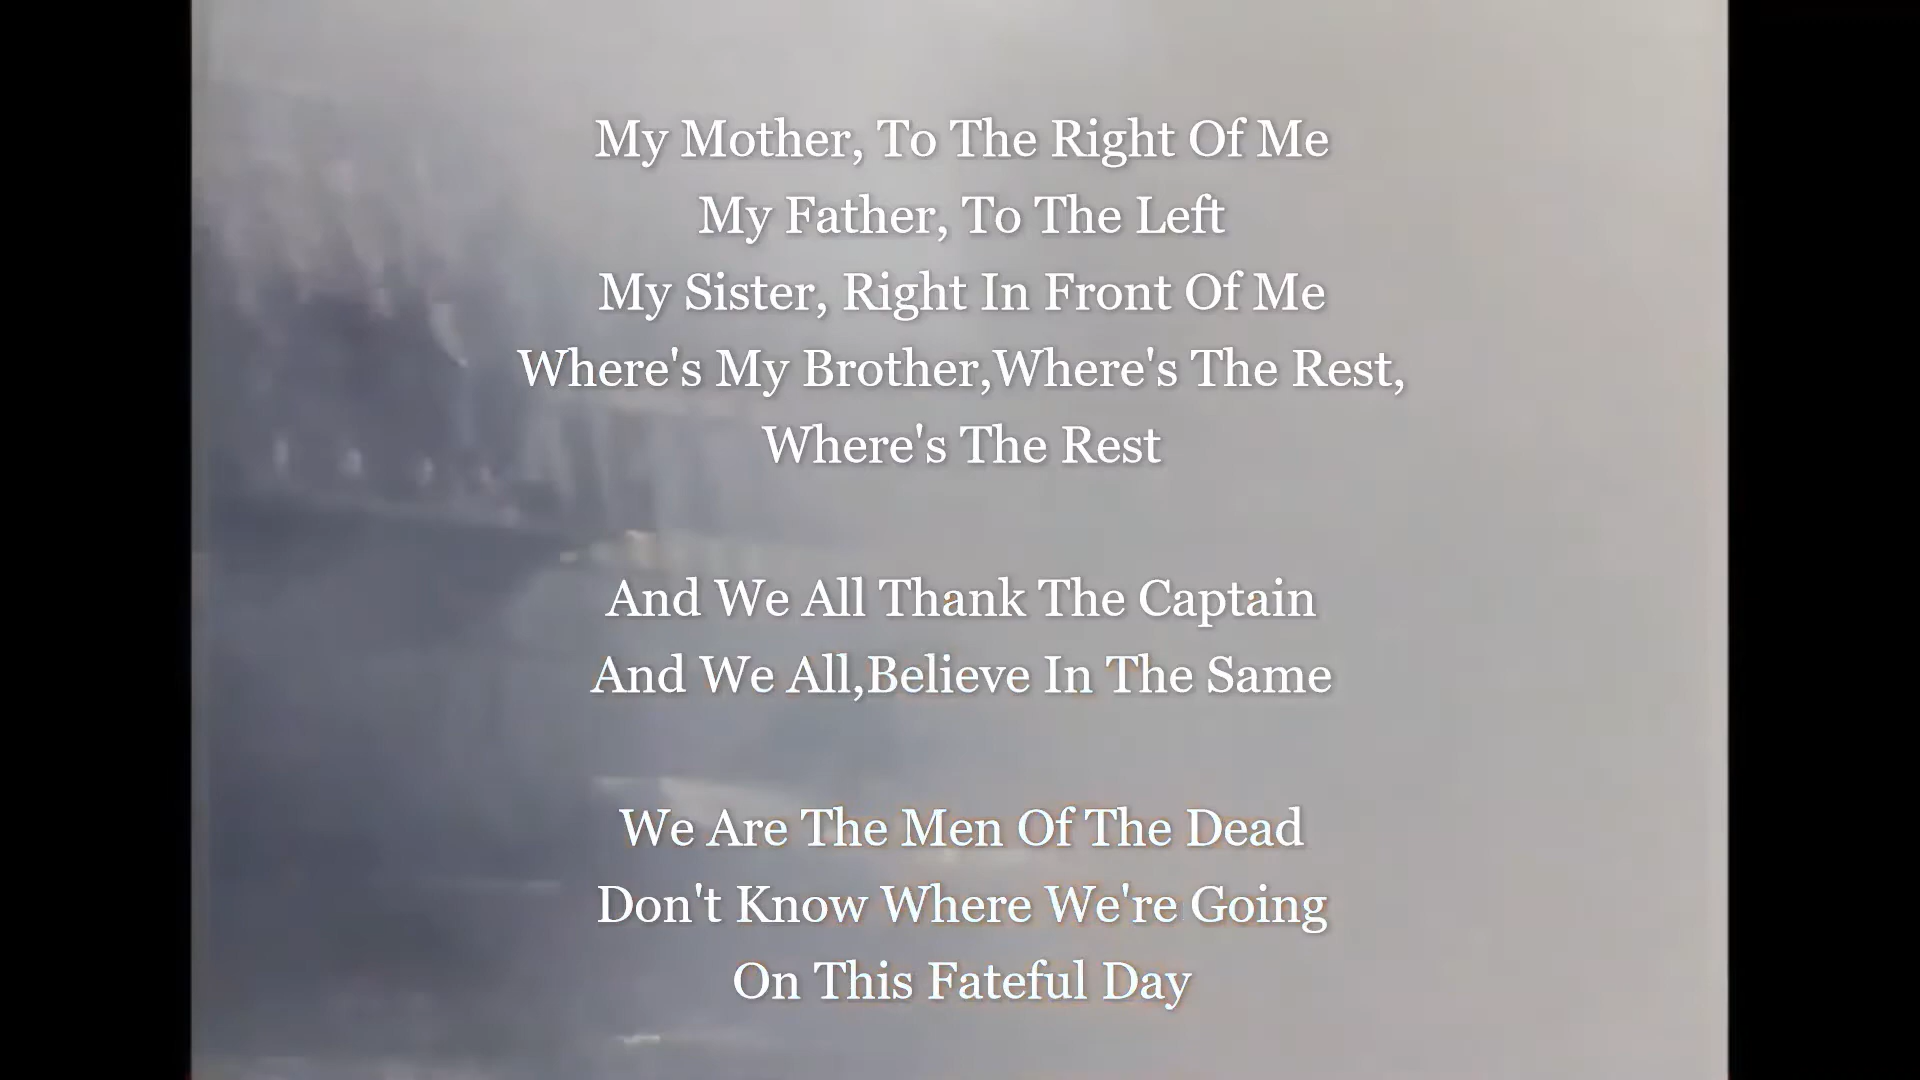 My Mother, To The Right Of Me
My Father, To The Left
My Sister, Right In Front Of Me
Where's My Brother,Where's The Rest,
Where's The Rest
And We All Thank The Captain
And We All,Believe In The Same
We Are The Men Of The Dead
Don't Know Where We're Going
On This Fateful Day